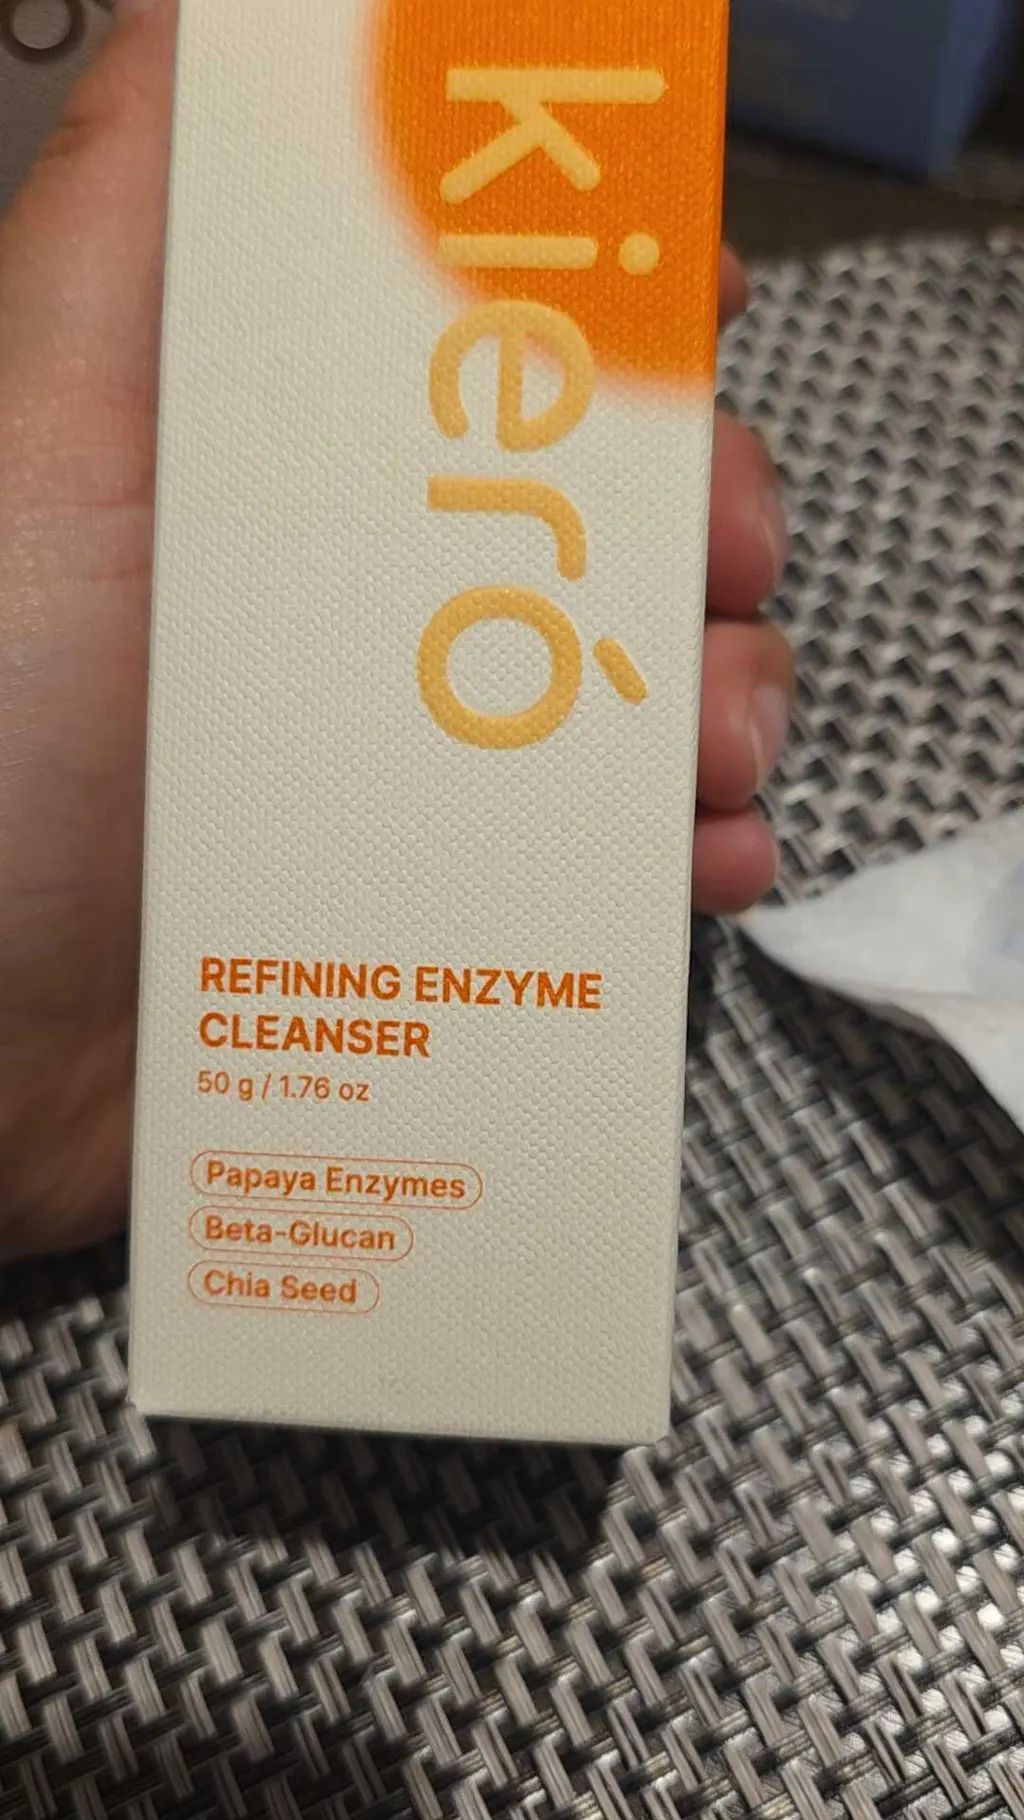 kieró
REFINING ENZYME
CLEANSER
50 g / 1.76 oz
Papaya Enzymes
Beta-Glucan
Chia Seed